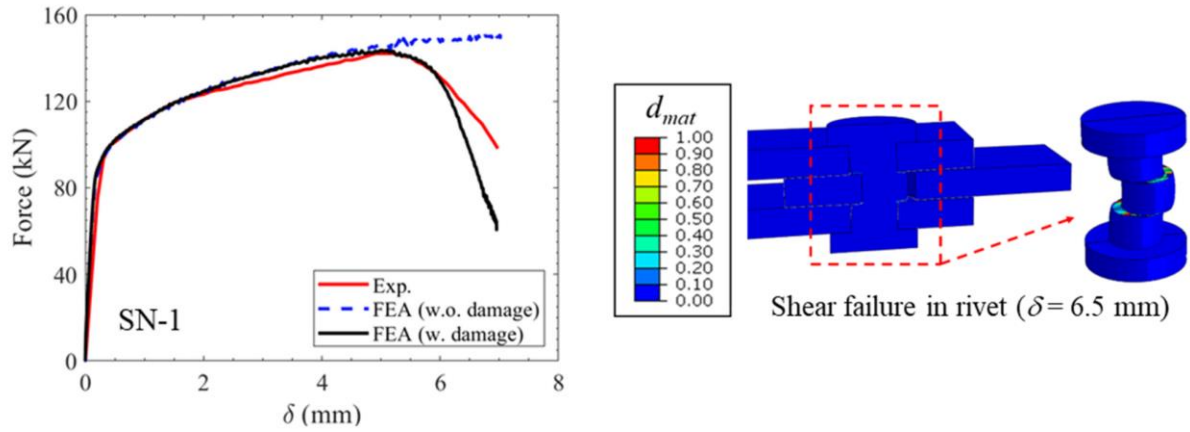 160
120
80
40
0
Force (kN)
SN-1
Exp.
FEA (w.o. damage)
FEA (w. damage)
0 2 4 6 8
δ (mm)
d_mat
1.00
0.90
0.80
0.70
0.60
0.50
0.40
0.30
0.20
0.10
0.00
Shear failure in rivet (δ = 6.5 mm)